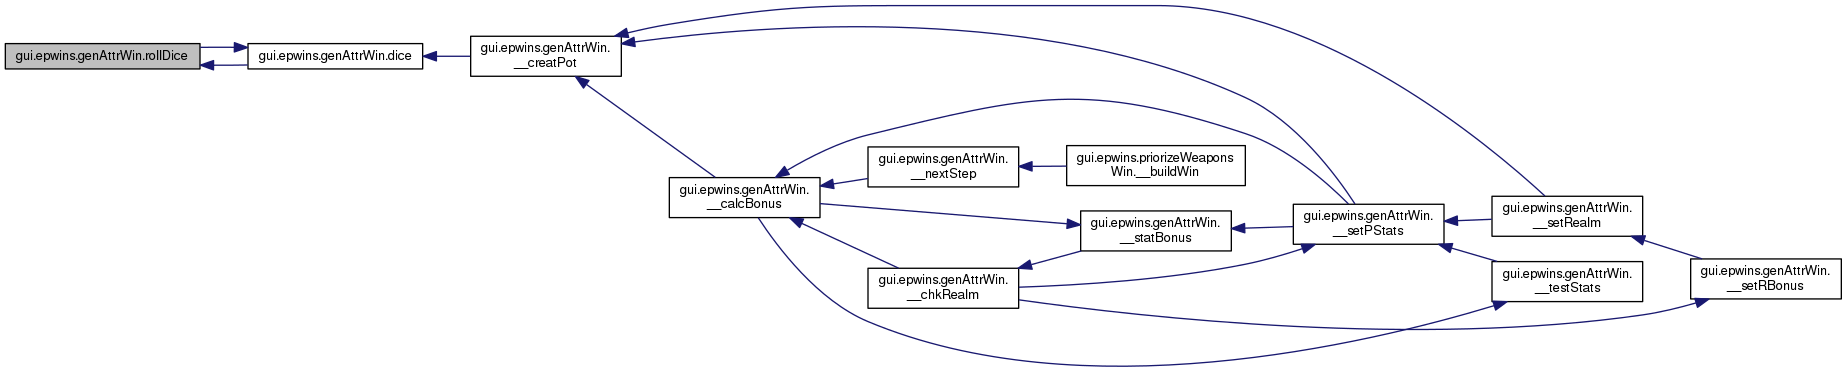 gui.epwins.genAttrWin.rollDice
gui.epwins.genAttrWin.dice
gui.epwins.genAttrWin.
__creatPot
gui.epwins.genAttrWin.
__calcBonus
gui.epwins.genAttrWin.
__nextStep
gui.epwins.priorizeWeapons
Win.__buildWin
gui.epwins.genAttrWin.
__statBonus
gui.epwins.genAttrWin.
__chkRealm
gui.epwins.genAttrWin.
__setPStats
gui.epwins.genAttrWin.
__setRealm
gui.epwins.genAttrWin.
__testStats
gui.epwins.genAttrWin.
__setRBonus